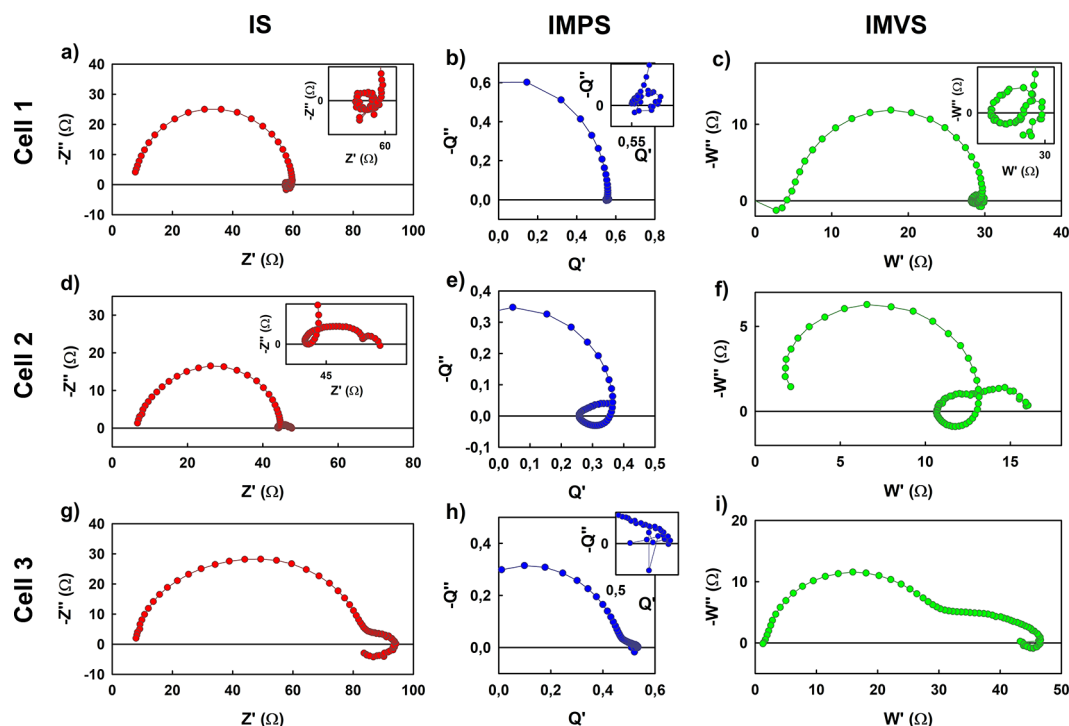 IS IMPS IMVS
Cell 1
a)
-Z'' (Ω)
40
30
20
10
0
-10
0 20 40 60 80 100
Z' (Ω)
-Z'' (Ω)
0
60
Z' (Ω)
b)
-Q''
0,6
0,4
0,2
0,0
0,0 0,2 0,4 0,6 0,8
Q'
-Q''
0
0,55
Q'
c)
-W'' (Ω)
10
0
0 10 20 30 40
W' (Ω)
-W'' (Ω)
0
30
W' (Ω)
Cell 2
d)
-Z'' (Ω)
30
20
10
0
0 20 40 60 80
Z' (Ω)
-Z'' (Ω)
0
45
Z' (Ω)
e)
-Q''
0,4
0,3
0,2
0,1
0,0
-0,1
0,0 0,1 0,2 0,3 0,4 0,5
Q'
f)
-W'' (Ω)
5
0
0 5 10 15
W' (Ω)
Cell 3
g)
-Z'' (Ω)
40
30
20
10
0
-10
0 20 40 60 80 100
Z' (Ω)
h)
-Q''
0,4
0,2
0,0
0,0 0,2 0,4 0,6
Q'
-Q''
0
0,5
Q'
i)
-W'' (Ω)
20
10
0
0 10 20 30 40 50
W' (Ω)